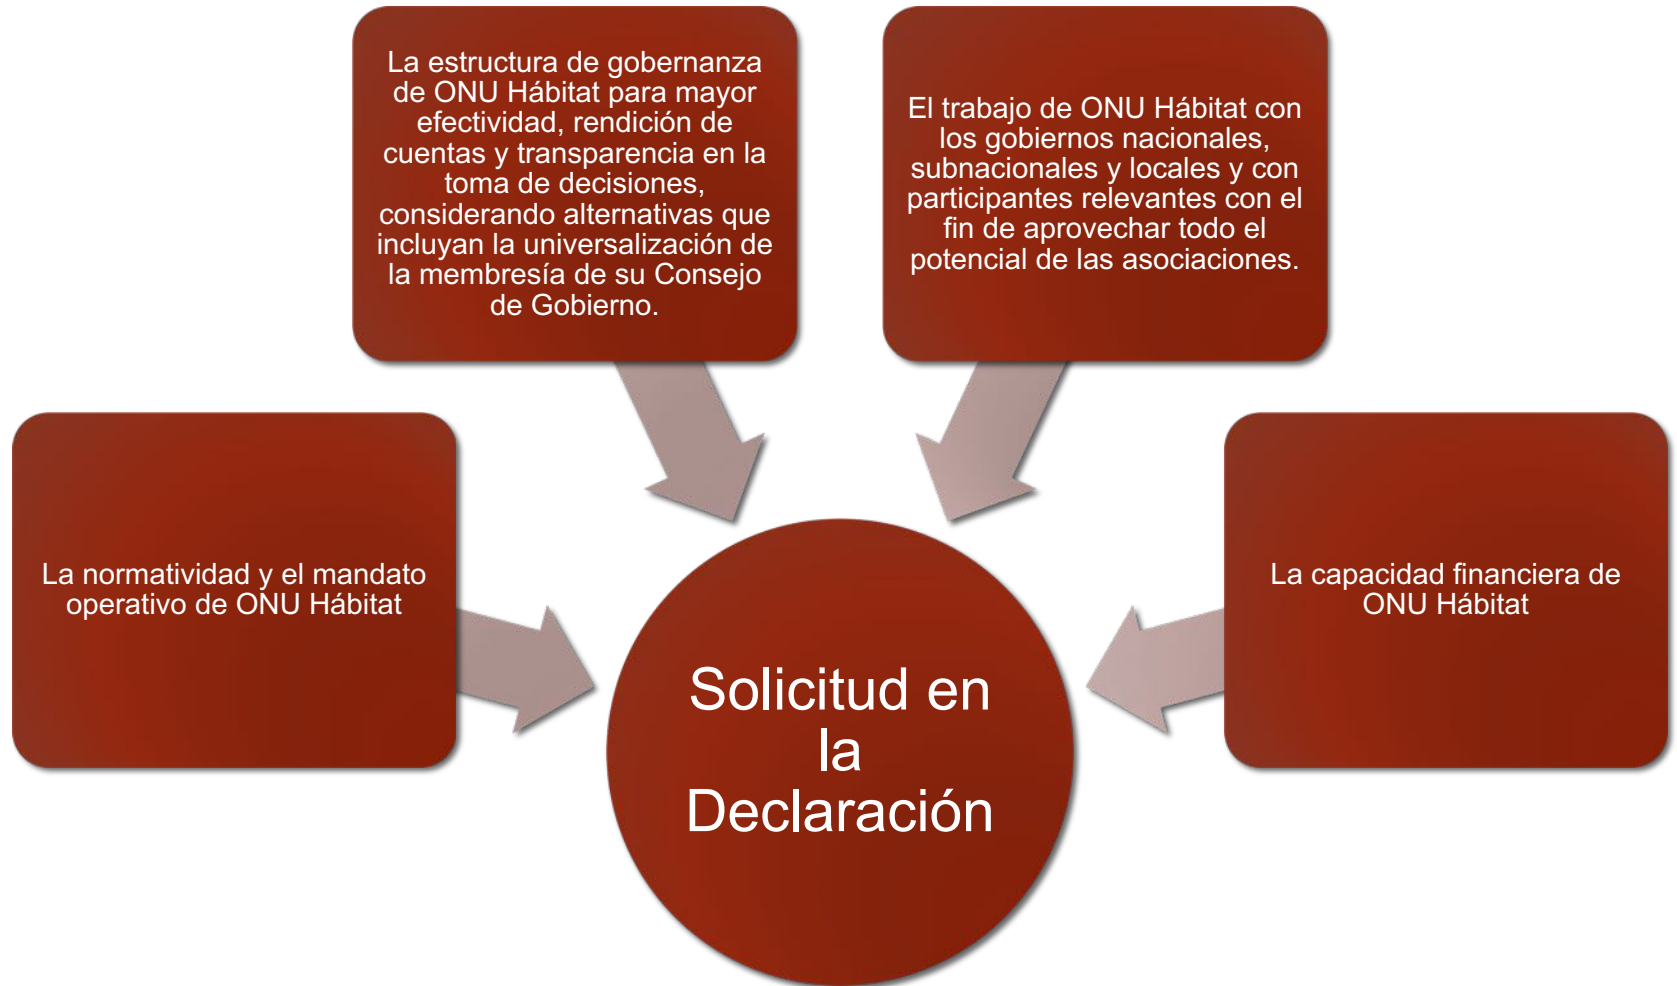 La estructura de gobernanza
de ONU Hábitat para mayor
efectividad, rendición de
cuentas y transparencia en la
toma de decisiones,
considerando alternativas que
incluyan la universalización de
la membresía de su Consejo
de Gobierno.
El trabajo de ONU Hábitat con
los gobiernos nacionales,
subnacionales y locales y con
participantes relevantes con el
fin de aprovechar todo el
potencial de las asociaciones.
La normatividad y el mandato
operativo de ONU Hábitat
La capacidad financiera de
ONU Hábitat
Solicitud en
la
Declaración